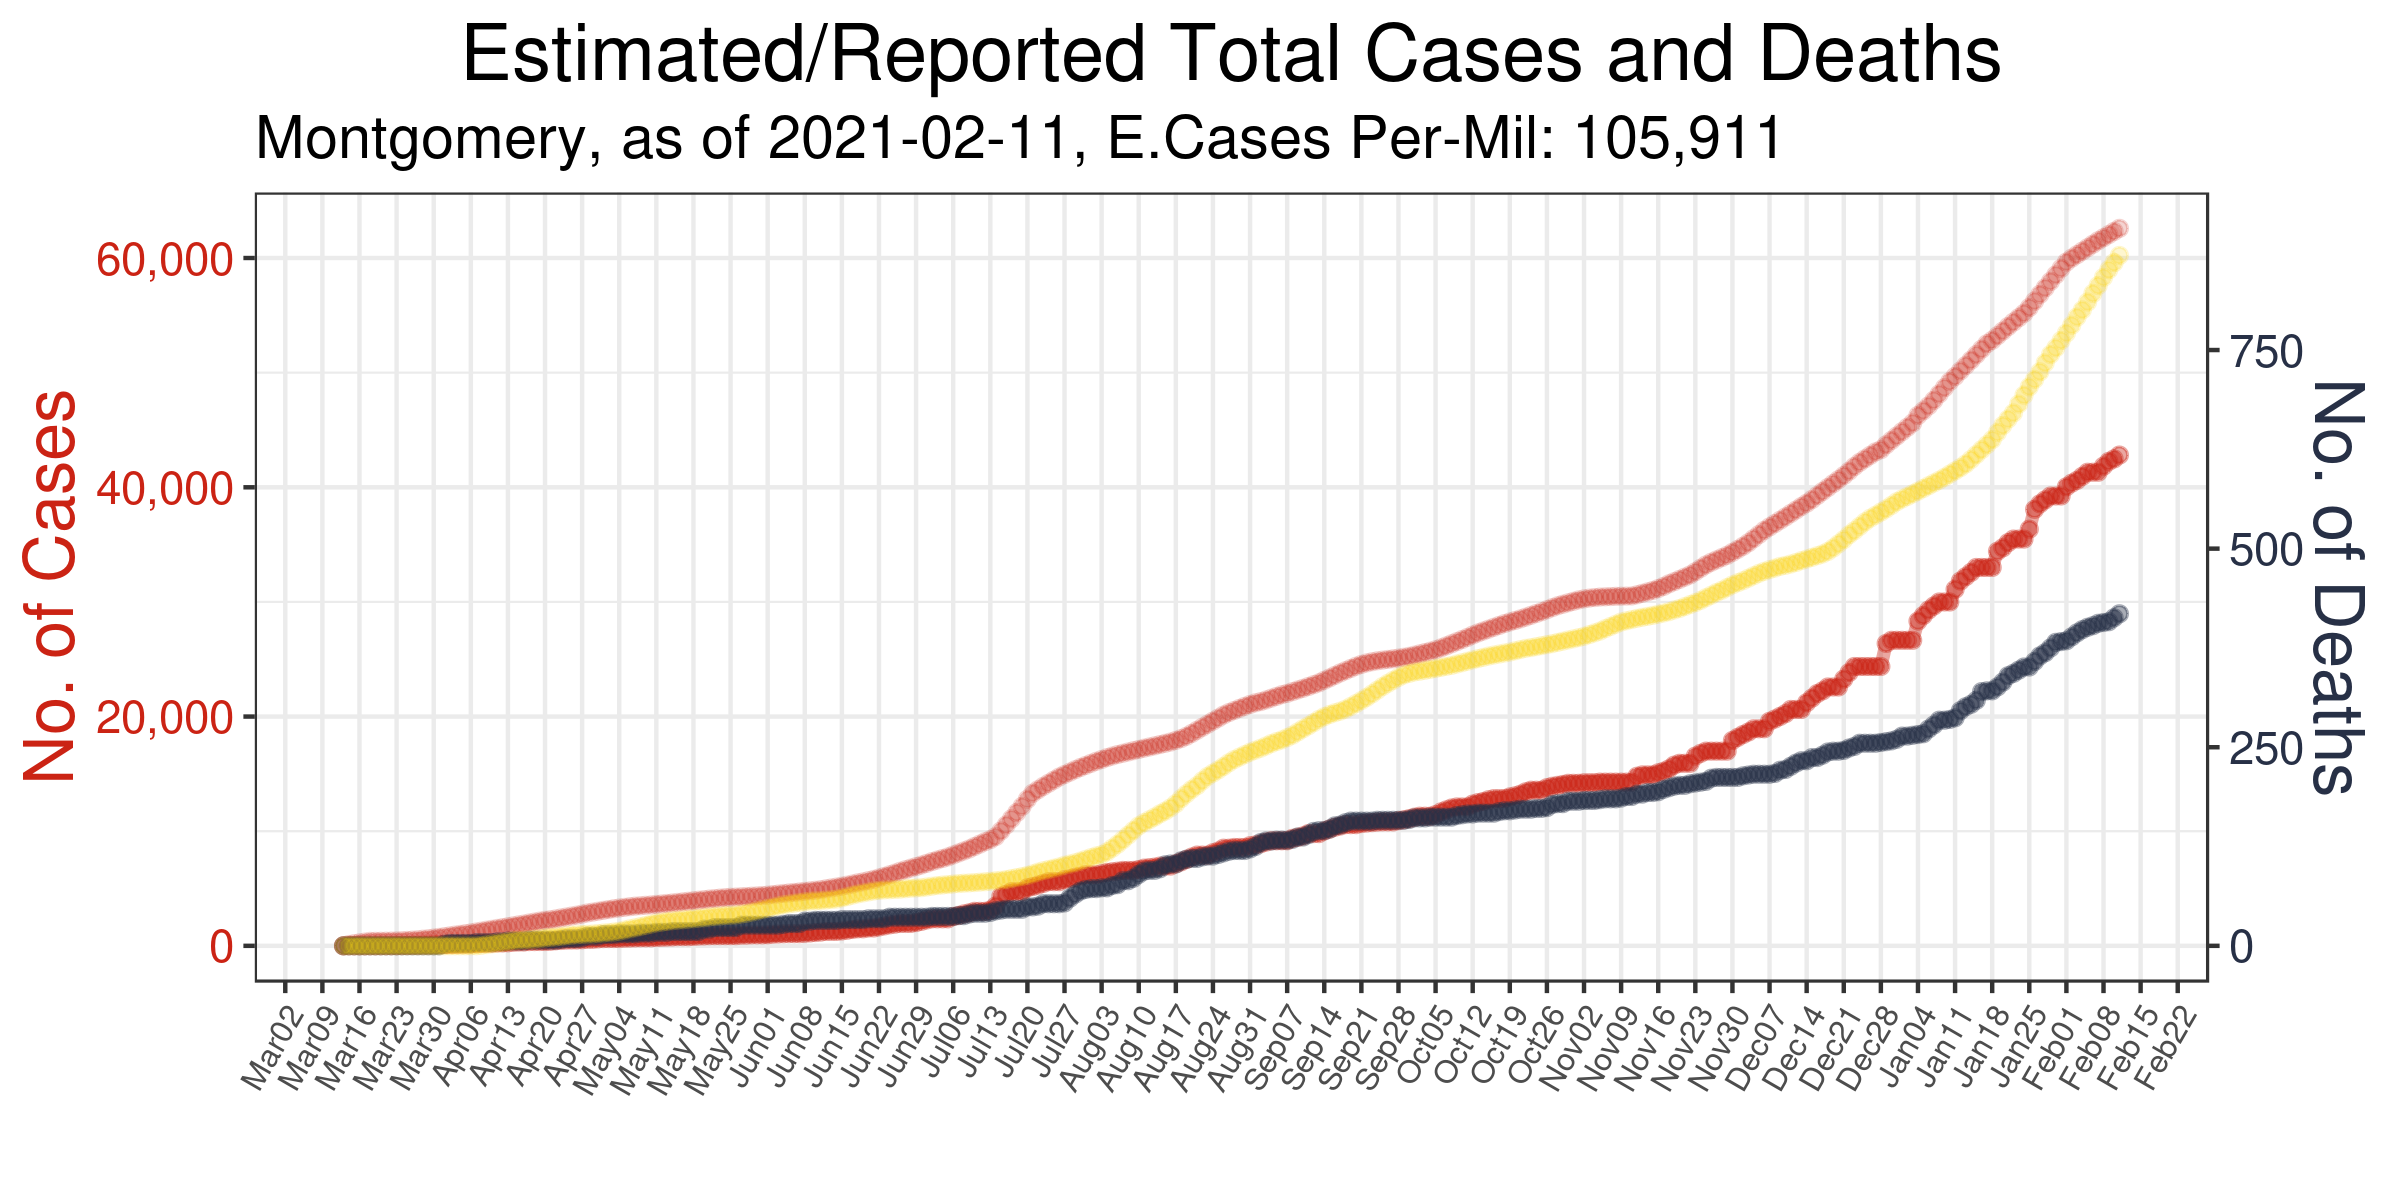 Estimated/Reported Total Cases and Deaths
Montgomery, as of 2021-02-11, E.Cases Per-Mil: 105,911
No. of Cases
60,000
40,000
20,000
0
750
500
250
0
No. of Deaths
Mar02 Mar09 Mar16 Mar23 Mar30 Apr06 Apr13 Apr20 Apr27 May04 May11 May18 May25 Jun01 Jun08 Jun15 Jun22 Jun29 Jul06 Jul13 Jul20 Jul27 Aug03 Aug10 Aug17 Aug24 Aug31 Sep07 Sep14 Sep21 Sep28 Oct05 Oct12 Oct19 Oct26 Nov02 Nov09 Nov16 Nov23 Nov30 Dec07 Dec14 Dec21 Dec28 Jan04 Jan11 Jan18 Jan25 Feb01 Feb08 Feb15 Feb22